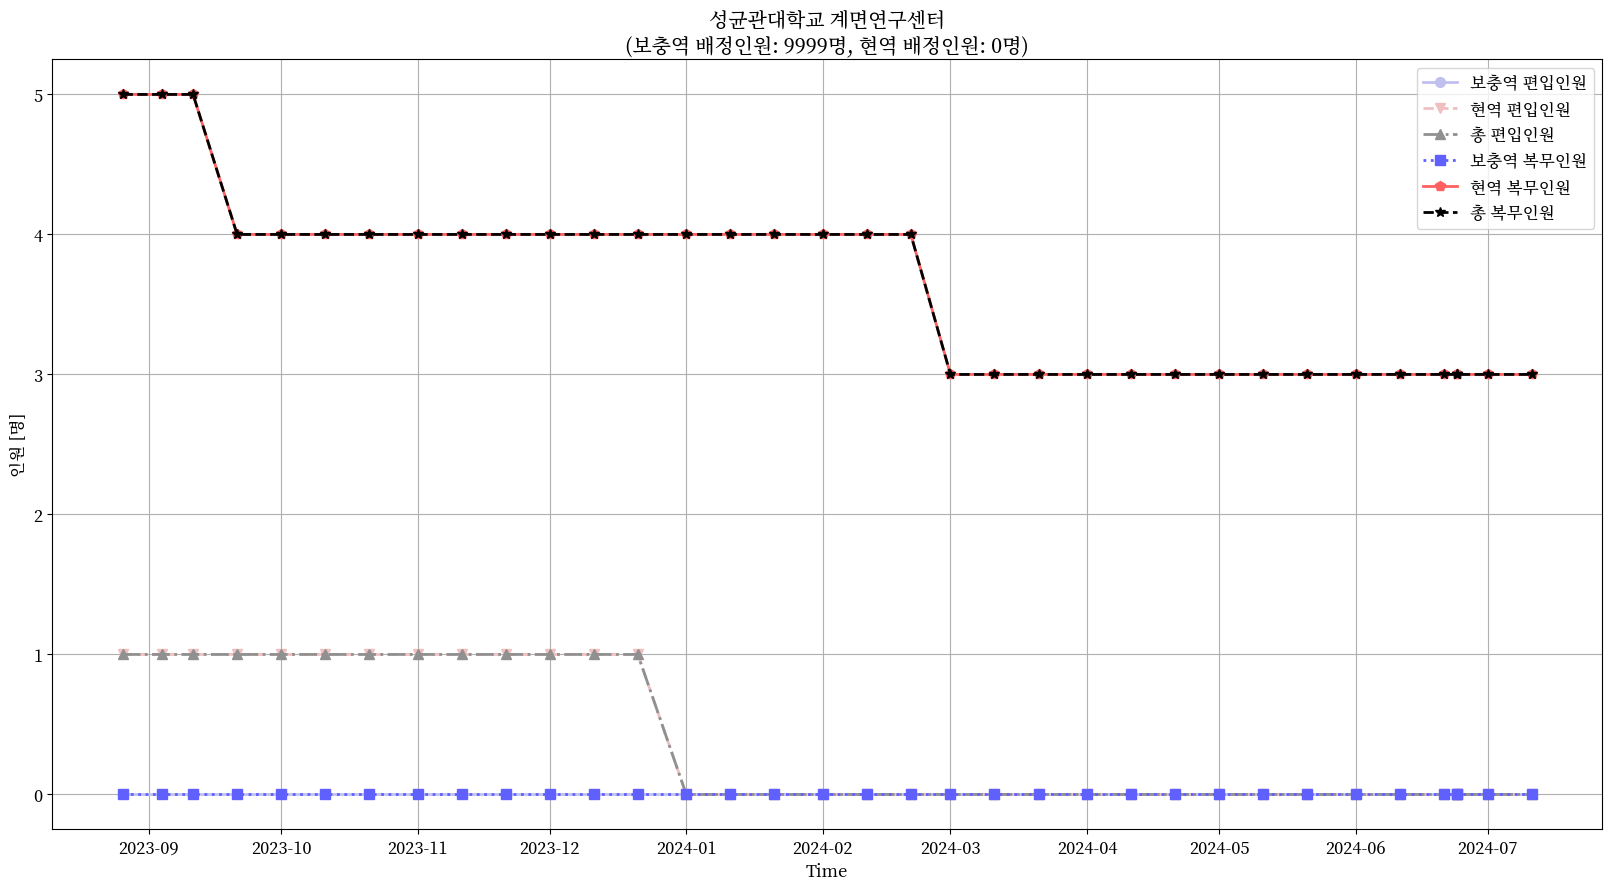 성균관대학교 계면연구센터
(보충역 배정인원: 9999명, 현역 배정인원: 0명)
보충역 편입인원
현역 편입인원
총 편입인원
보충역 복무인원
현역 복무인원
총 복무인원
인원 [명]
5
4
3
2
1
0
2023-09 2023-10 2023-11 2023-12 2024-01 2024-02 2024-03 2024-04 2024-05 2024-06 2024-07
Time